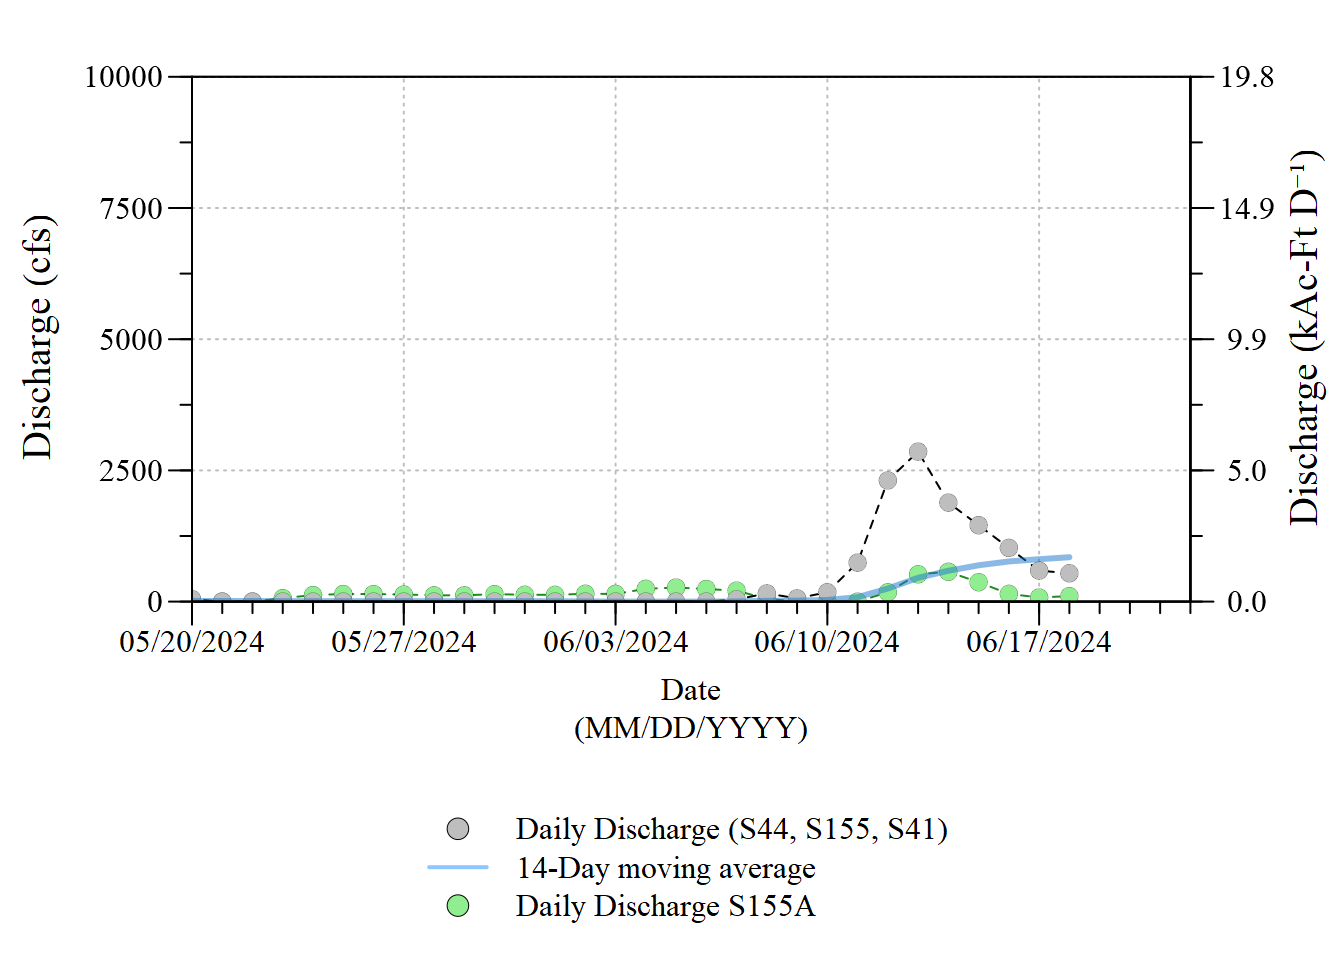 10000
7500
5000
2500
0
Discharge (cfs)
19.8
14.9
9.9
5.0
0.0
Discharge (kAc-Ft D⁻¹)
05/20/2024 05/27/2024 06/03/2024 06/10/2024 06/17/2024
Date
(MM/DD/YYYY)
Daily Discharge (S44, S155, S41)
14-Day moving average
Daily Discharge S155A